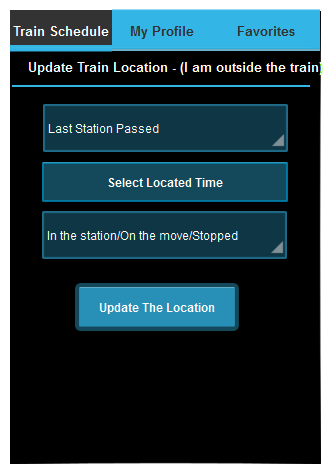 Train Schedule My Profile Favorites
Update Train Location - (I am outside the train)
Last Station Passed
Select Located Time
In the station/On the move/Stopped
Update The Location